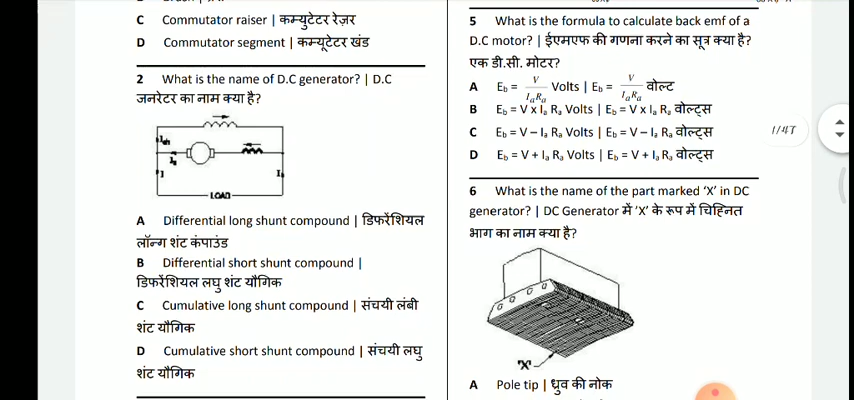 C Commutator raiser | कम्युटेटर रेज़र
D Commutator segment | कम्यूटेटर खंड
2 What is the name of D.C generator? | D.C
जनरेटर का नाम क्या है?
Ish
Ia
I
IL
LOAD
A Differential long shunt compound | डिफरेंशियल
लॉन्ग शंट कंपाउंड
B Differential short shunt compound |
डिफरेंशियल लघु शंट यौगिक
C Cumulative long shunt compound | संचयी लंबी
शंट यौगिक
D Cumulative short shunt compound | संचयी लघु
शंट यौगिक
5 What is the formula to calculate back emf of a
D.C motor? | ईएमएफ की गणना करने का सूत्र क्या है?
एक डी.सी. मोटर?
A Eb = V / IaRa Volts | Eb = V / IaRa वोल्ट
B Eb = V x Ia Ra Volts | Eb = V x Ia Ra वोल्ट्स
C Eb = V – Ia Ra Volts | Eb = V – Ia Ra वोल्ट्स
D Eb = V + Ia Ra Volts | Eb = V + Ia Ra वोल्ट्स
6 What is the name of the part marked ‘X’ in DC
generator? | DC Generator में ‘X’ के रूप में चिह्नित
भाग का नाम क्या है?
'X'
A Pole tip | ध्रुव की नोक
1/47